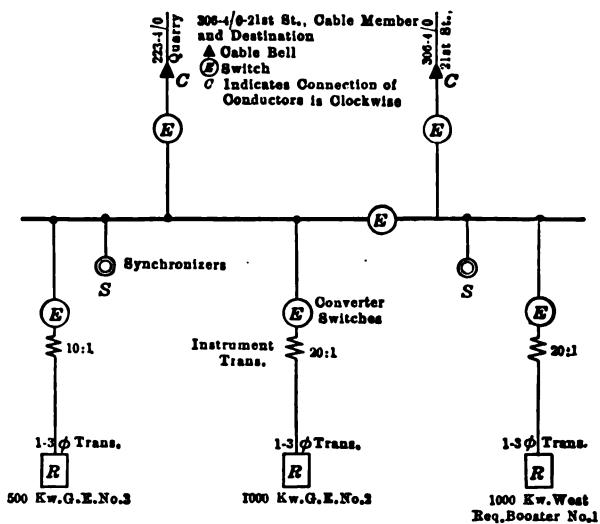 223-4/0
Quarry
C
306-4/0-21st St., Cable Member
and Destination
Cable Bell
E Switch
C Indicates Connection of
Conductors is Clockwise
306-4/0
21st St.,
C
E
E
E
Synchronizers
S
S
E
E
Converter
Switches
E
10:1
Instrument
Trans.
20:1
20:1
1-3 ϕ Trans.
1-3 ϕ Trans.
1-3 ϕ Trans.
R
R
R
500 Kw.G.E.No.3
1000 Kw.G.E.No.2
1000 Kw.West
Reg.Booster No.1